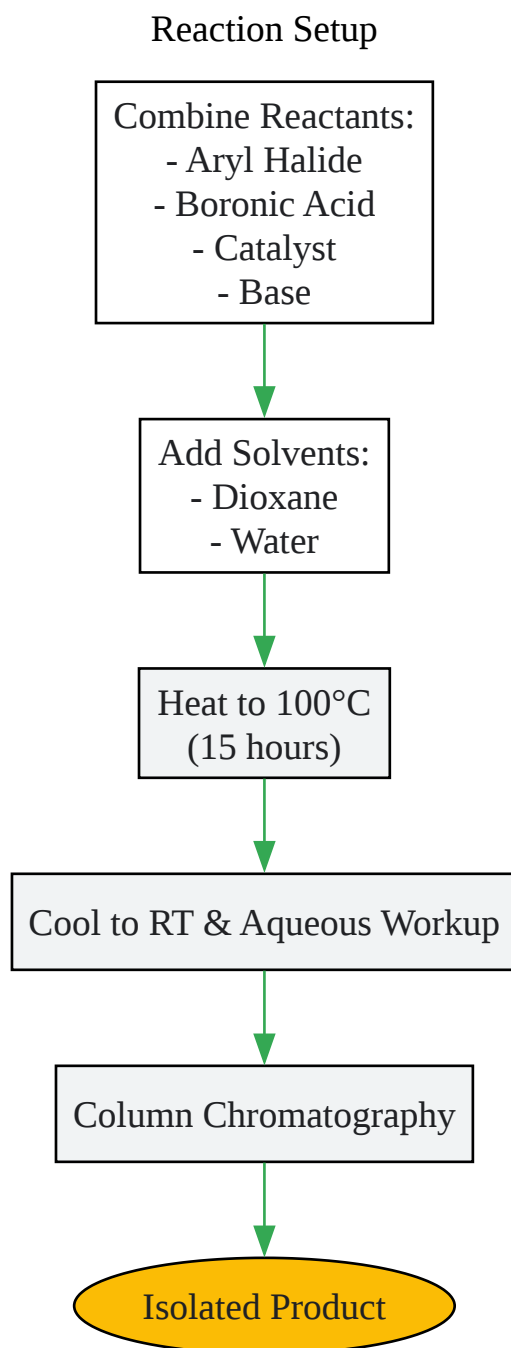 Reaction Setup
Combine Reactants:
- Aryl Halide
- Boronic Acid
- Catalyst
- Base
Add Solvents:
- Dioxane
- Water
Heat to 100°C
(15 hours)
Cool to RT & Aqueous Workup
Column Chromatography
Isolated Product